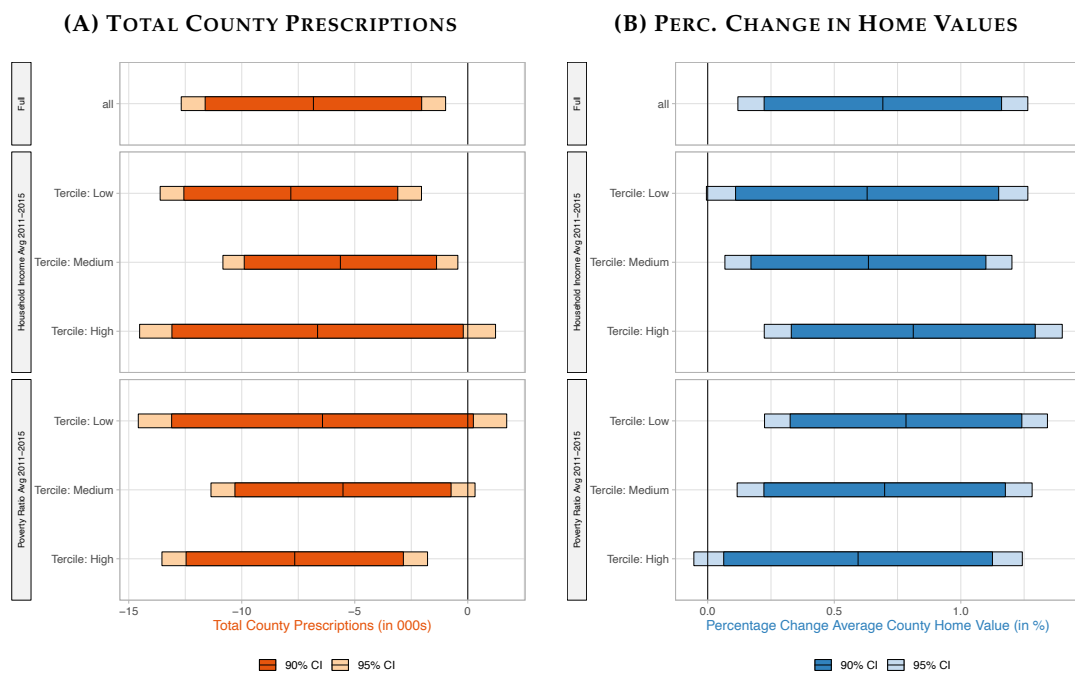 (A) TOTAL COUNTY PRESCRIPTIONS
Full
all
Household Income Avg 2011−2015
Tercile: Low
Tercile: Medium
Tercile: High
Poverty Ratio Avg 2011−2015
Tercile: Low
Tercile: Medium
Tercile: High
−15 −10 −5 0
Total County Prescriptions (in 000s)
90% CI 95% CI
(B) PERC. CHANGE IN HOME VALUES
Full
all
Household Income Avg 2011−2015
Tercile: Low
Tercile: Medium
Tercile: High
Poverty Ratio Avg 2011−2015
Tercile: Low
Tercile: Medium
Tercile: High
0.0 0.5 1.0
Percentage Change Average County Home Value (in %)
90% CI 95% CI